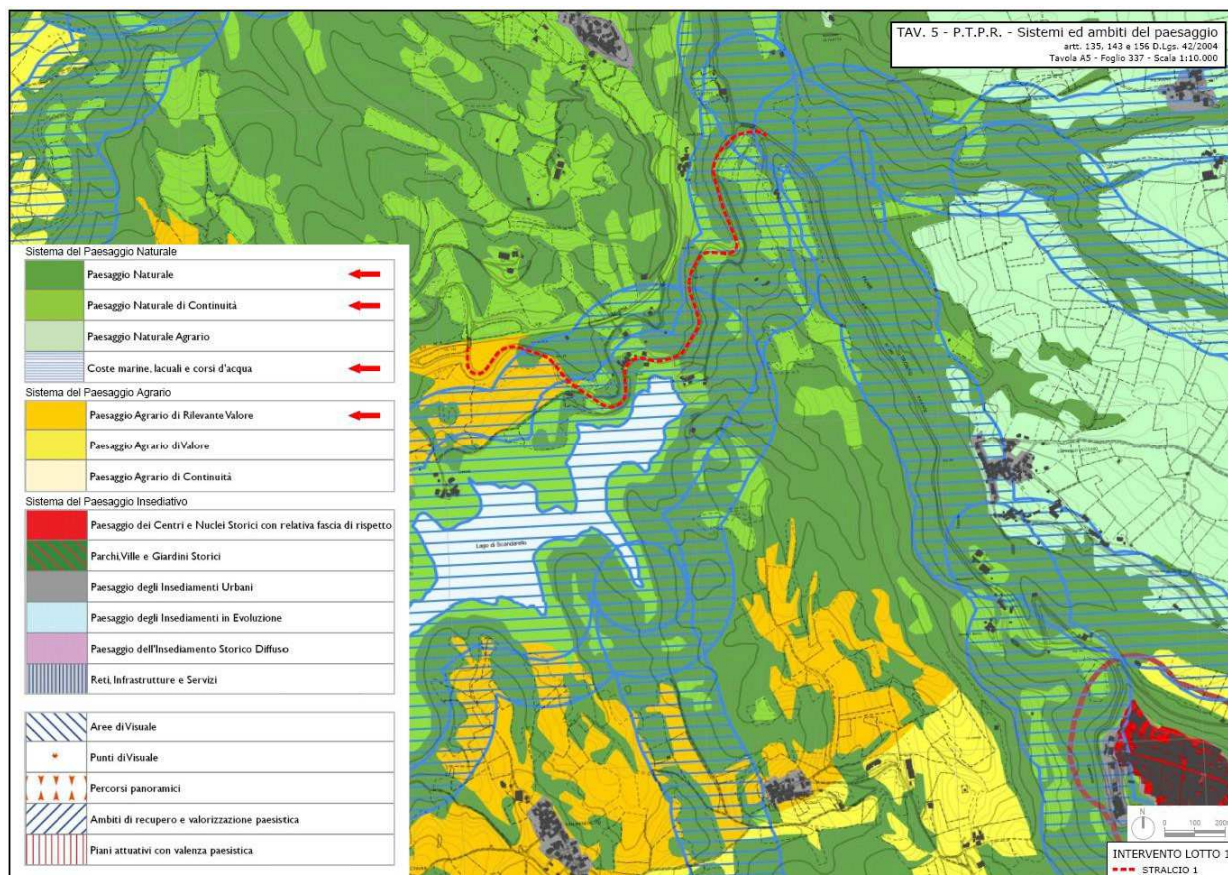 TAV. 5 - P.T.P.R. - Sistemi ed ambiti del paesaggio
artt. 135, 143 e 156 D.Lgs. 42/2004
Tavola A5 - Foglio 337 - Scala 1:10.000
Sistema del Paesaggio Naturale
Paesaggio Naturale
Paesaggio Naturale di Continuità
Paesaggio Naturale Agrario
Coste marine, lacuali e corsi d'acqua
Sistema del Paesaggio Agrario
Paesaggio Agrario di Rilevante Valore
Paesaggio Agrario di Valore
Paesaggio Agrario di Continuità
Sistema del Paesaggio Insediativo
Paesaggio dei Centri e Nuclei Storici con relativa fascia di rispetto
Parchi, Ville e Giardini Storici
Paesaggio degli Insediamenti Urbani
Paesaggio degli Insediamenti in Evoluzione
Paesaggio dell'Insediamento Storico Diffuso
Reti, Infrastrutture e Servizi
Aree di Visuale
Punti di Visuale
Percorsi panoramici
Ambiti di recupero e valorizzazione paesistica
Piani attuativi con valenza paesistica
Lago di Scandarello
N
0 100 200
INTERVENTO LOTTO 1
STRALCIO 1